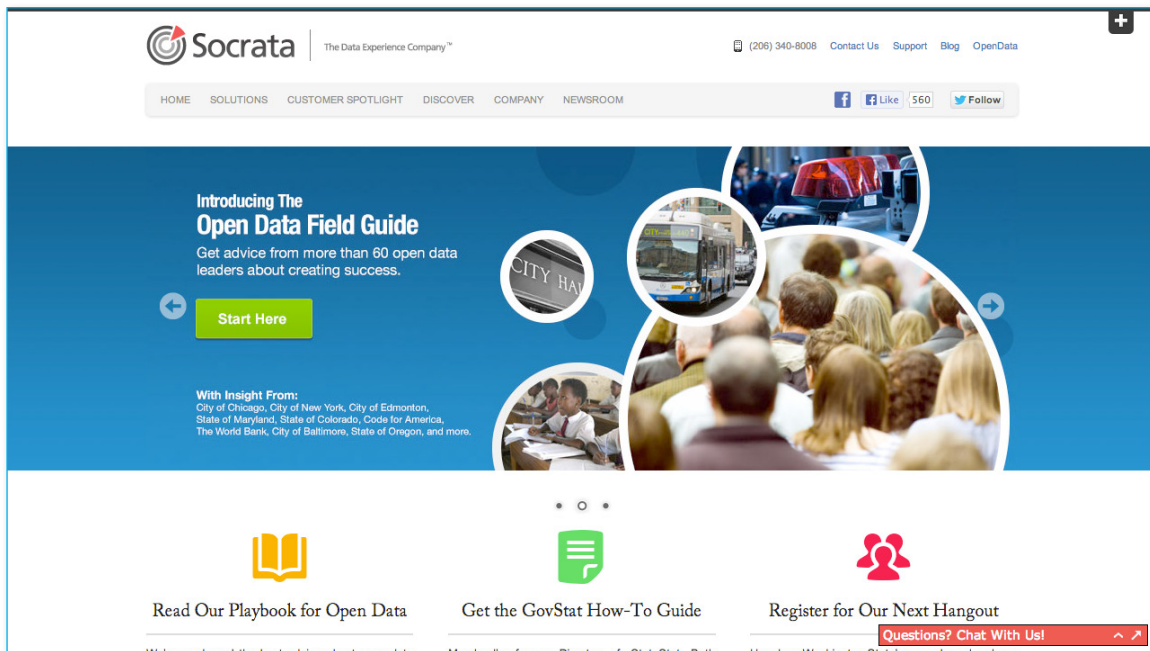 Socrata
The Data Experience Company™
(206) 340-8008 Contact Us Support Blog OpenData
HOME SOLUTIONS CUSTOMER SPOTLIGHT DISCOVER COMPANY NEWSROOM
Like 560 Follow
Introducing The
Open Data Field Guide
Get advice from more than 60 open data
leaders about creating success.
Start Here
CITY HA
With Insight From:
City of Chicago, City of New York, City of Edmonton,
State of Maryland, State of Colorado, Code for America,
The World Bank, City of Baltimore, State of Oregon, and more.
Read Our Playbook for Open Data
Get the GovStat How-To Guide
Register for Our Next Hangout
Questions? Chat With Us!